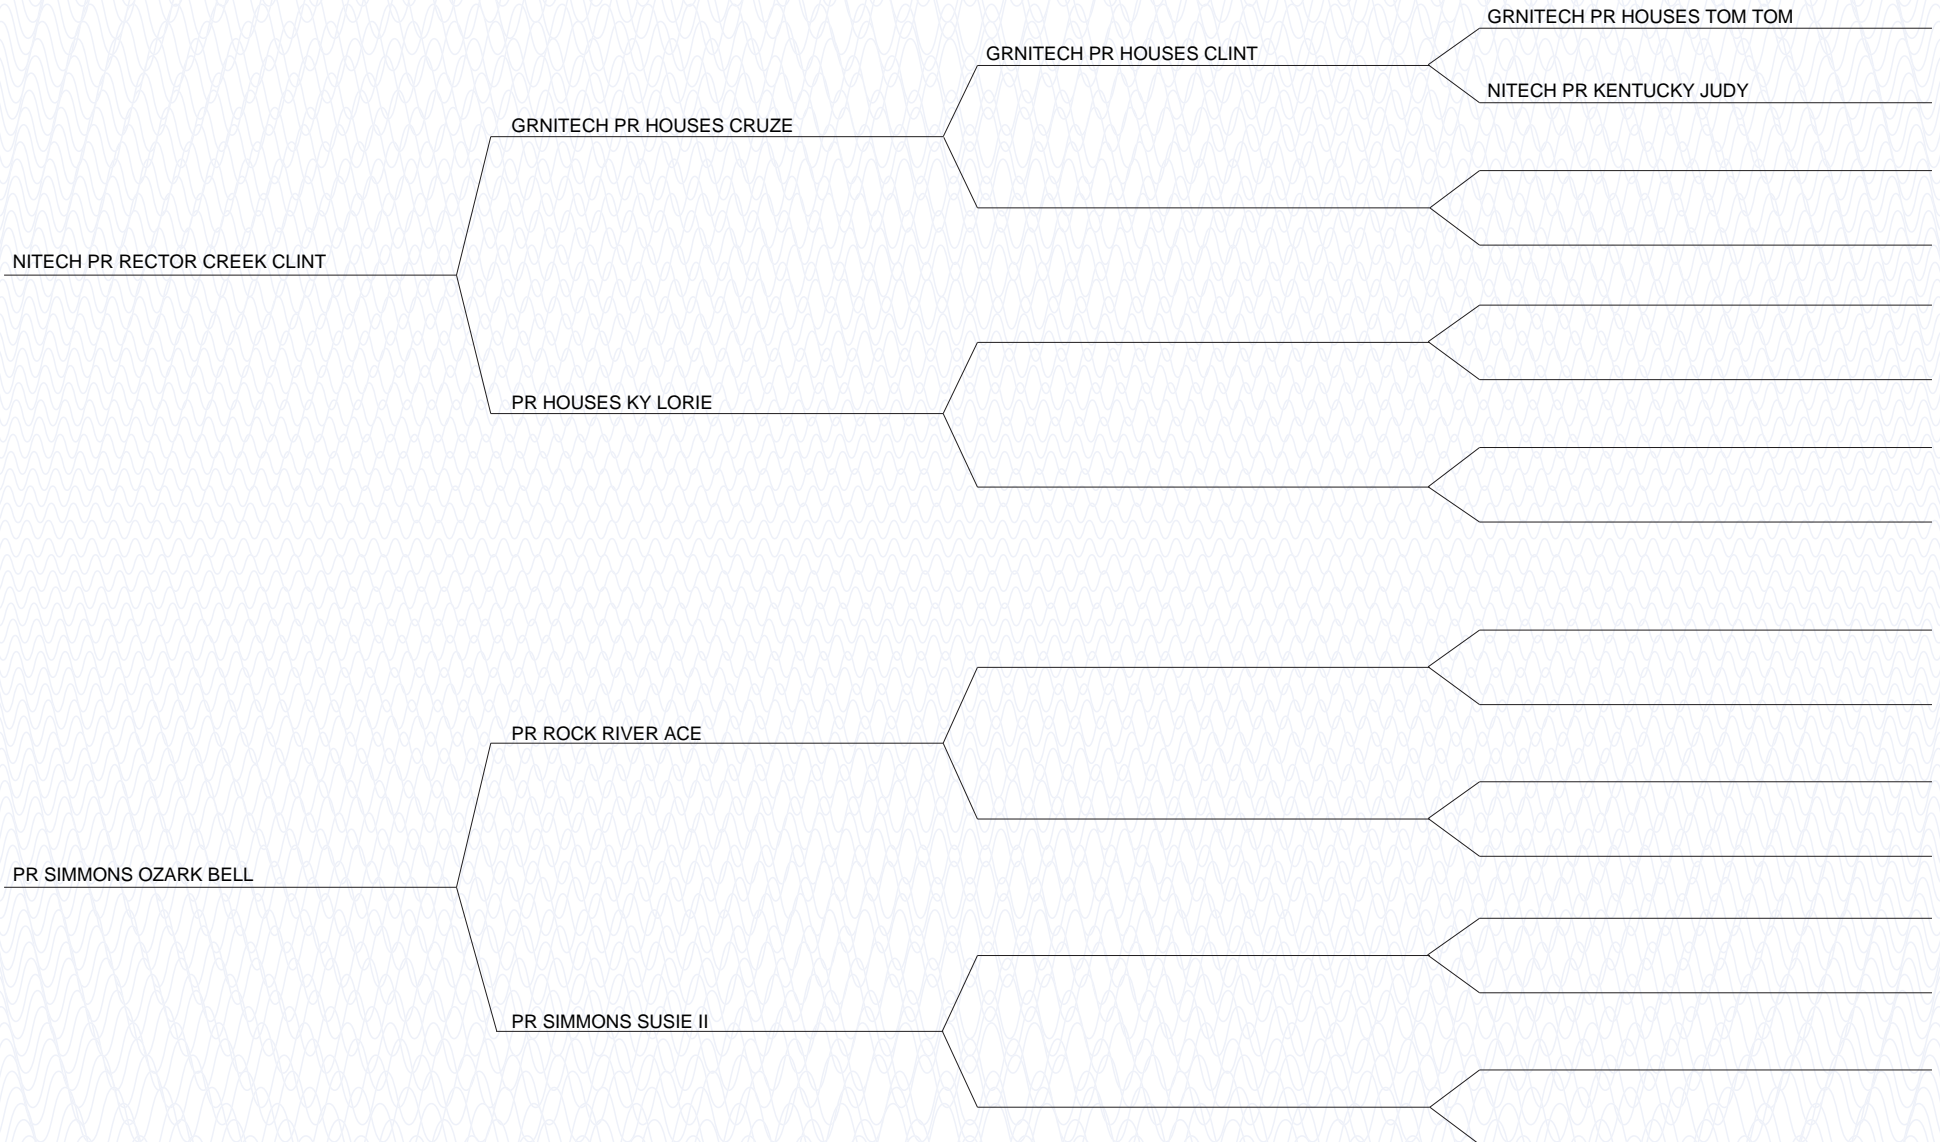 GRNITECH PR HOUSES TOM TOM
GRNITECH PR HOUSES CLINT
NITECH PR KENTUCKY JUDY
GRNITECH PR HOUSES CRUZE
NITECH PR RECTOR CREEK CLINT
PR HOUSES KY LORIE
PR ROCK RIVER ACE
PR SIMMONS OZARK BELL
PR SIMMONS SUSIE II